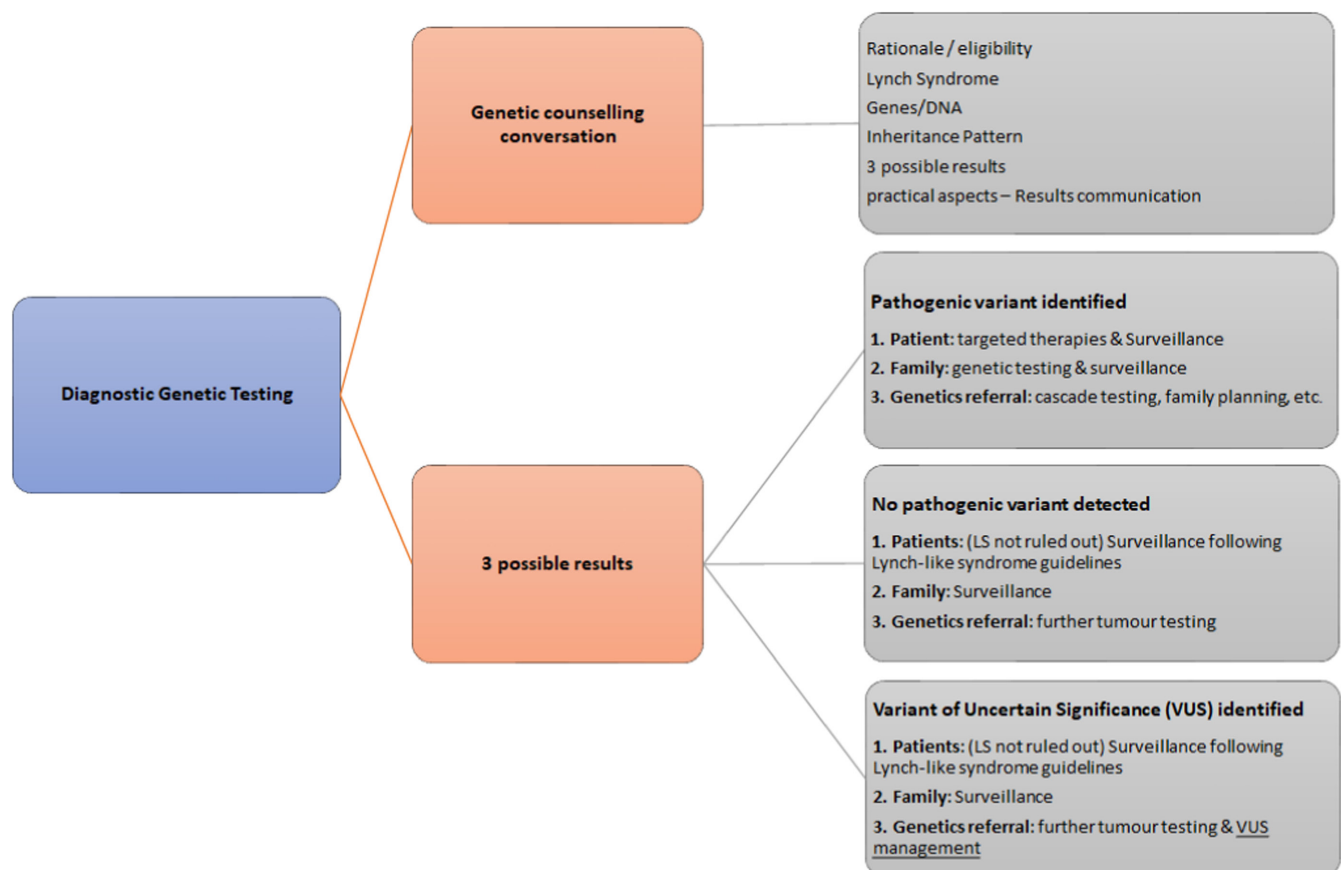 Genetic counselling
conversation
Rationale / eligibility
Lynch Syndrome
Genes/DNA
Inheritance Pattern
3 possible results
practical aspects – Results communication
Diagnostic Genetic Testing
3 possible results
Pathogenic variant identified
1. Patient: targeted therapies & Surveillance
2. Family: genetic testing & surveillance
3. Genetics referral: cascade testing, family planning, etc.
No pathogenic variant detected
1. Patients: (LS not ruled out) Surveillance following
Lynch-like syndrome guidelines
2. Family: Surveillance
3. Genetics referral: further tumour testing
Variant of Uncertain Significance (VUS) identified
1. Patients: (LS not ruled out) Surveillance following
Lynch-like syndrome guidelines
2. Family: Surveillance
3. Genetics referral: further tumour testing & VUS
management